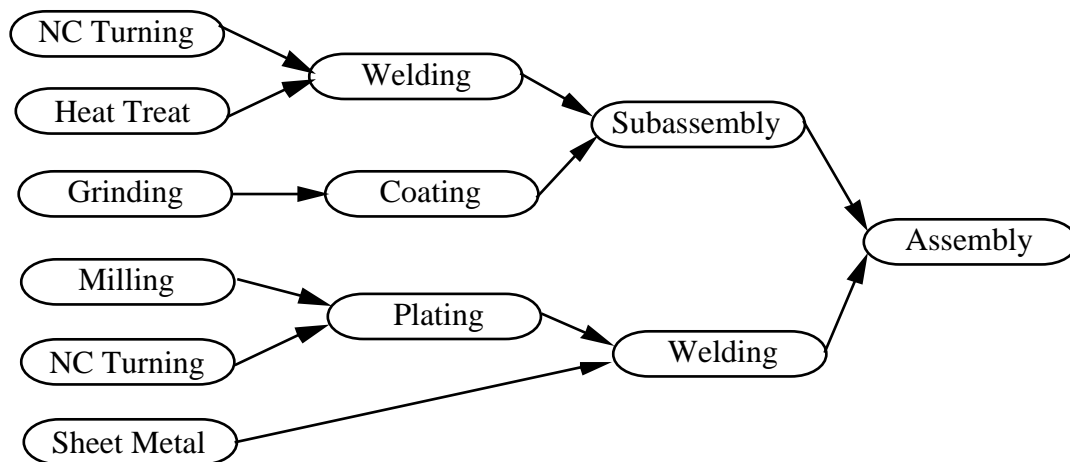 NC Turning
Heat Treat
Grinding
Milling
NC Turning
Sheet Metal
Welding
Coating
Plating
Subassembly
Welding
Assembly